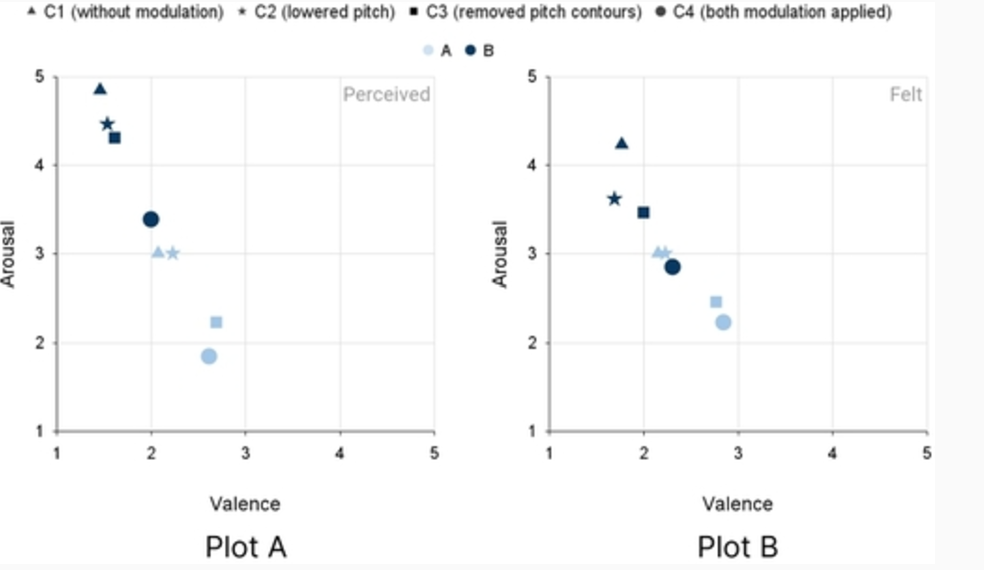 C1 (without modulation) C2 (lowered pitch) C3 (removed pitch contours) C4 (both modulation applied)
A B
Perceived
5
4
3
2
1
Arousal
1 2 3 4 5
Valence
Plot A
Felt
5
4
3
2
1
Arousal
1 2 3 4 5
Valence
Plot B